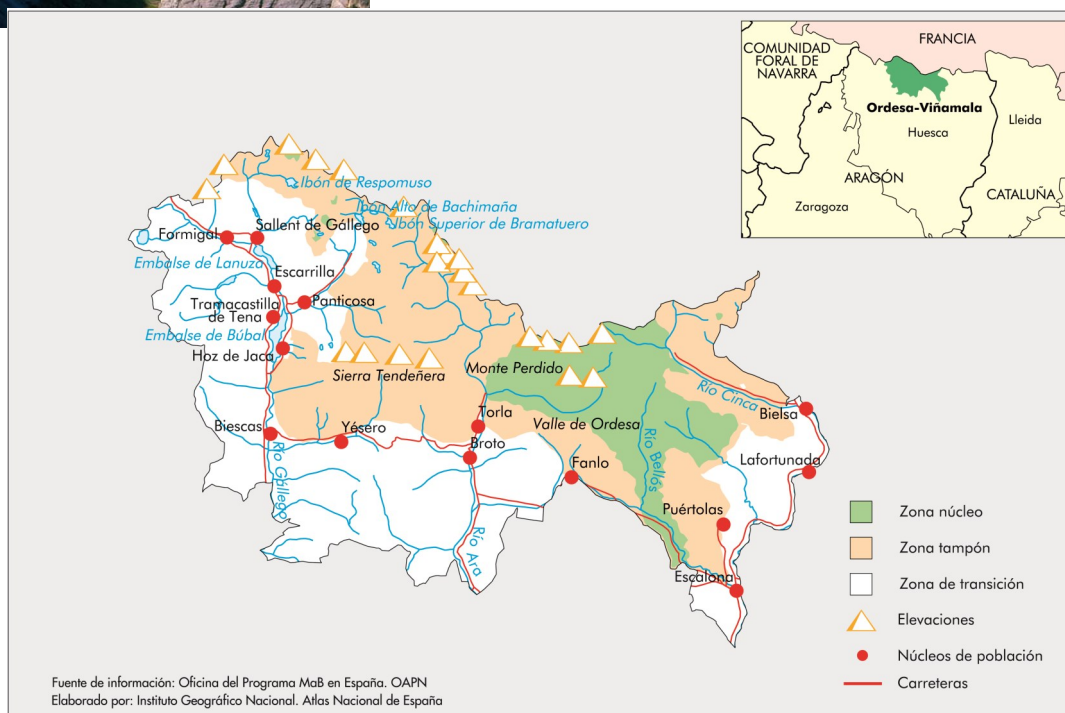 FRANCIA
COMUNIDAD
FORAL DE
NAVARRA
Ordesa-Viñamala
Huesca
Lleida
ARAGÓN
CATALUÑA
Zaragoza
Ibón de Respomuso
Ibón Alto de Bachimaña
Ibón Superior de Bramatuero
Sallent de Gállego
Formigal
Embalse de Lanuza
Escarrilla
Tramacastilla
de Tena
Panticosa
Embalse de Búbal
Hoz de Jaca
Sierra Tendeñera
Monte Perdido
Río Cinca
Bielsa
Torla
Valle de Ordesa
Biescas
Yésero
Broto
Río Bellós
Fanlo
Lafortunada
Río Gállego
Puértolas
Río Ara
Escalona
Zona núcleo
Zona tampón
Zona de transición
Elevaciones
Núcleos de población
Carreteras
Fuente de información: Oficina del Programa MaB en España. OAPN
Elaborado por: Instituto Geográfico Nacional. Atlas Nacional de España